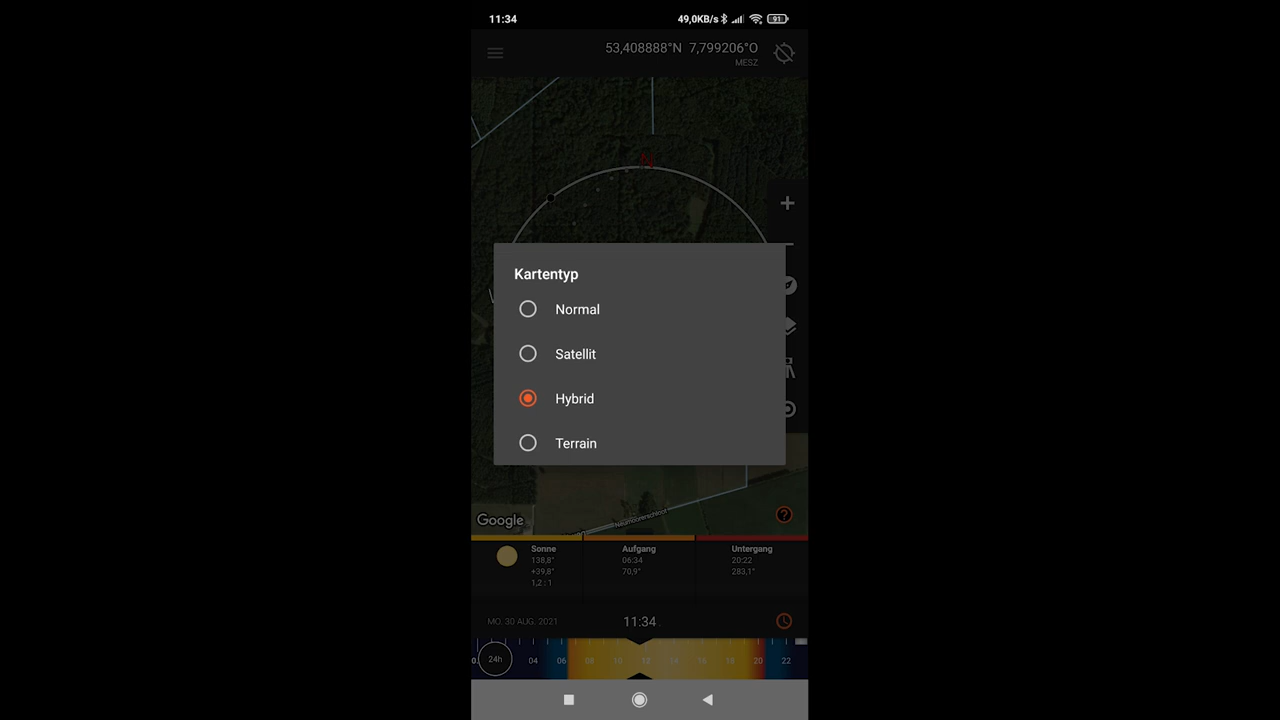 11:34 49,0KB/s 91
53,408888°N 7,799206°O
MESZ
N
Kartentyp
Normal
Satellit
Hybrid
Terrain
Google
?
Sonne Aufgang Untergang
138,8° 06:34 20:22
+39,8° 70,9° 283,1°
1,2 : 1
MO. 30 AUG. 2021 11:34
24h 04 06 08 10 12 14 16 18 20 22